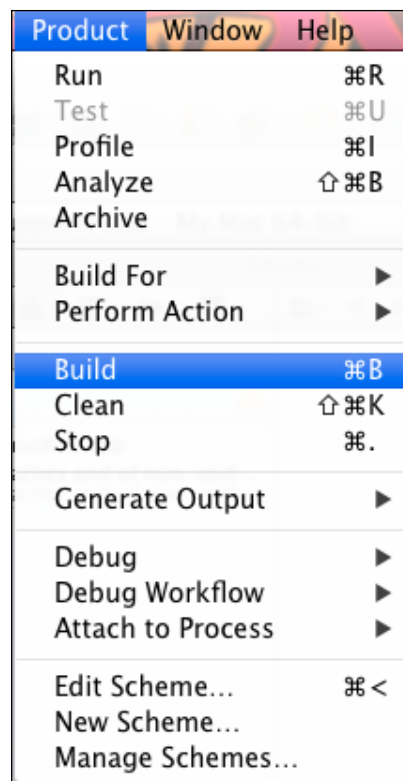 Product Window Help
Run ⌘R
Test ⌘U
Profile ⌘I
Analyze ⇧⌘B
Archive
Build For ▶
Perform Action ▶
Build ⌘B
Clean ⇧⌘K
Stop ⌘.
Generate Output ▶
Debug ▶
Debug Workflow ▶
Attach to Process ▶
Edit Scheme... ⌘<
New Scheme...
Manage Schemes...